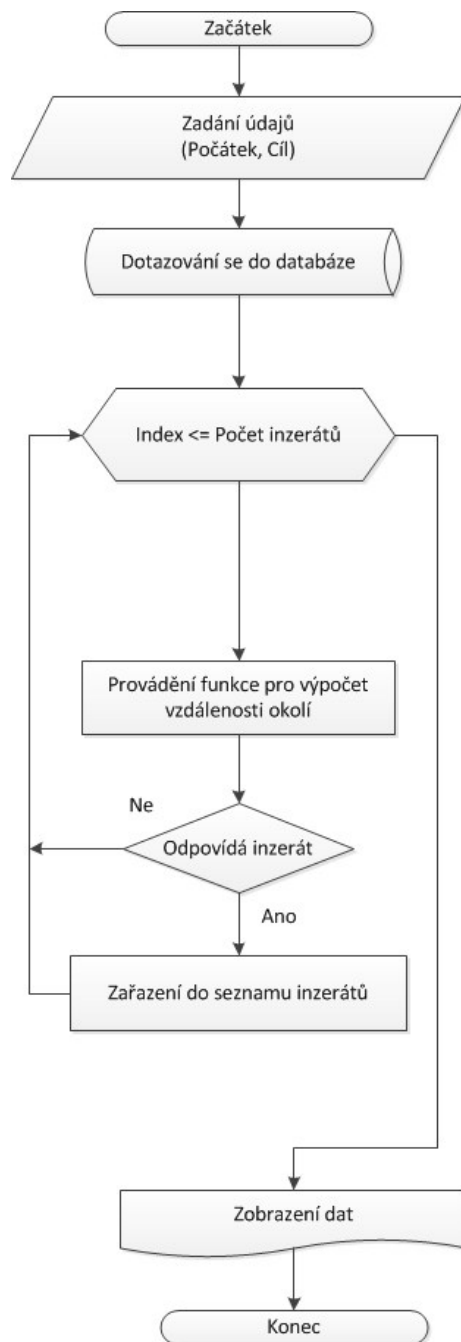 Začátek
Zadání údajů
(Počátek, Cíl)
Dotazování se do databáze
Index <= Počet inzerátů
Provádění funkce pro výpočet
vzdálenosti okolí
Ne
Odpovídá inzerát
Ano
Zařazení do seznamu inzerátů
Zobrazení dat
Konec